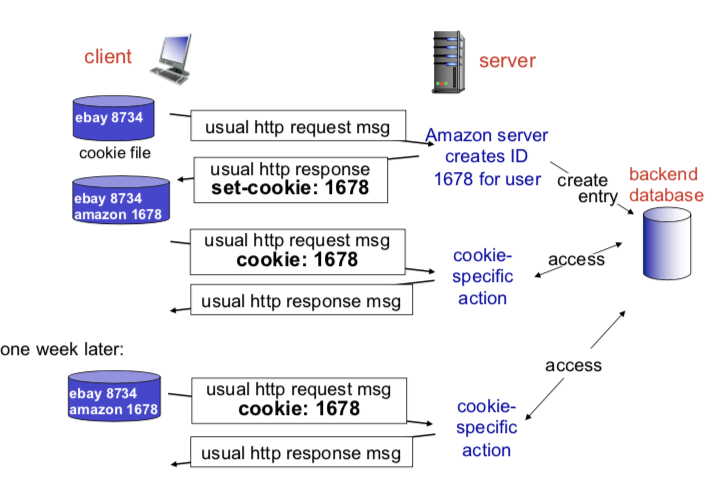 client
server
ebay 8734
cookie file
usual http request msg
Amazon server
creates ID
1678 for user
usual http response
set-cookie: 1678
create
entry
backend
database
ebay 8734
amazon 1678
usual http request msg
cookie: 1678
cookie-
specific
action
access
usual http response msg
one week later:
access
ebay 8734
amazon 1678
usual http request msg
cookie: 1678
cookie-
specific
action
usual http response msg